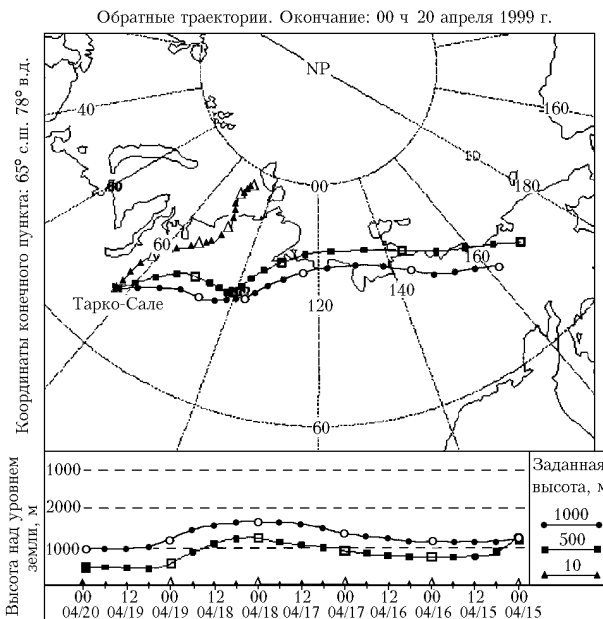 Обратные траектории. Окончание: 00 ч 20 апреля 1999 г.
Координаты конечного пункта: 65° с.ш. 78° в.д.
NP
40
160
80
1D
180
00
60
160
Тарко-Сале
120
140
60
Высота над уровнем
земли, м
1000
2000
1000
Заданная
высота, м
1000
500
10
00 12 00 12 00 12 00 12 00 12 00
04/20 04/19 04/19 04/18 04/18 04/17 04/17 04/16 04/16 04/15 04/15